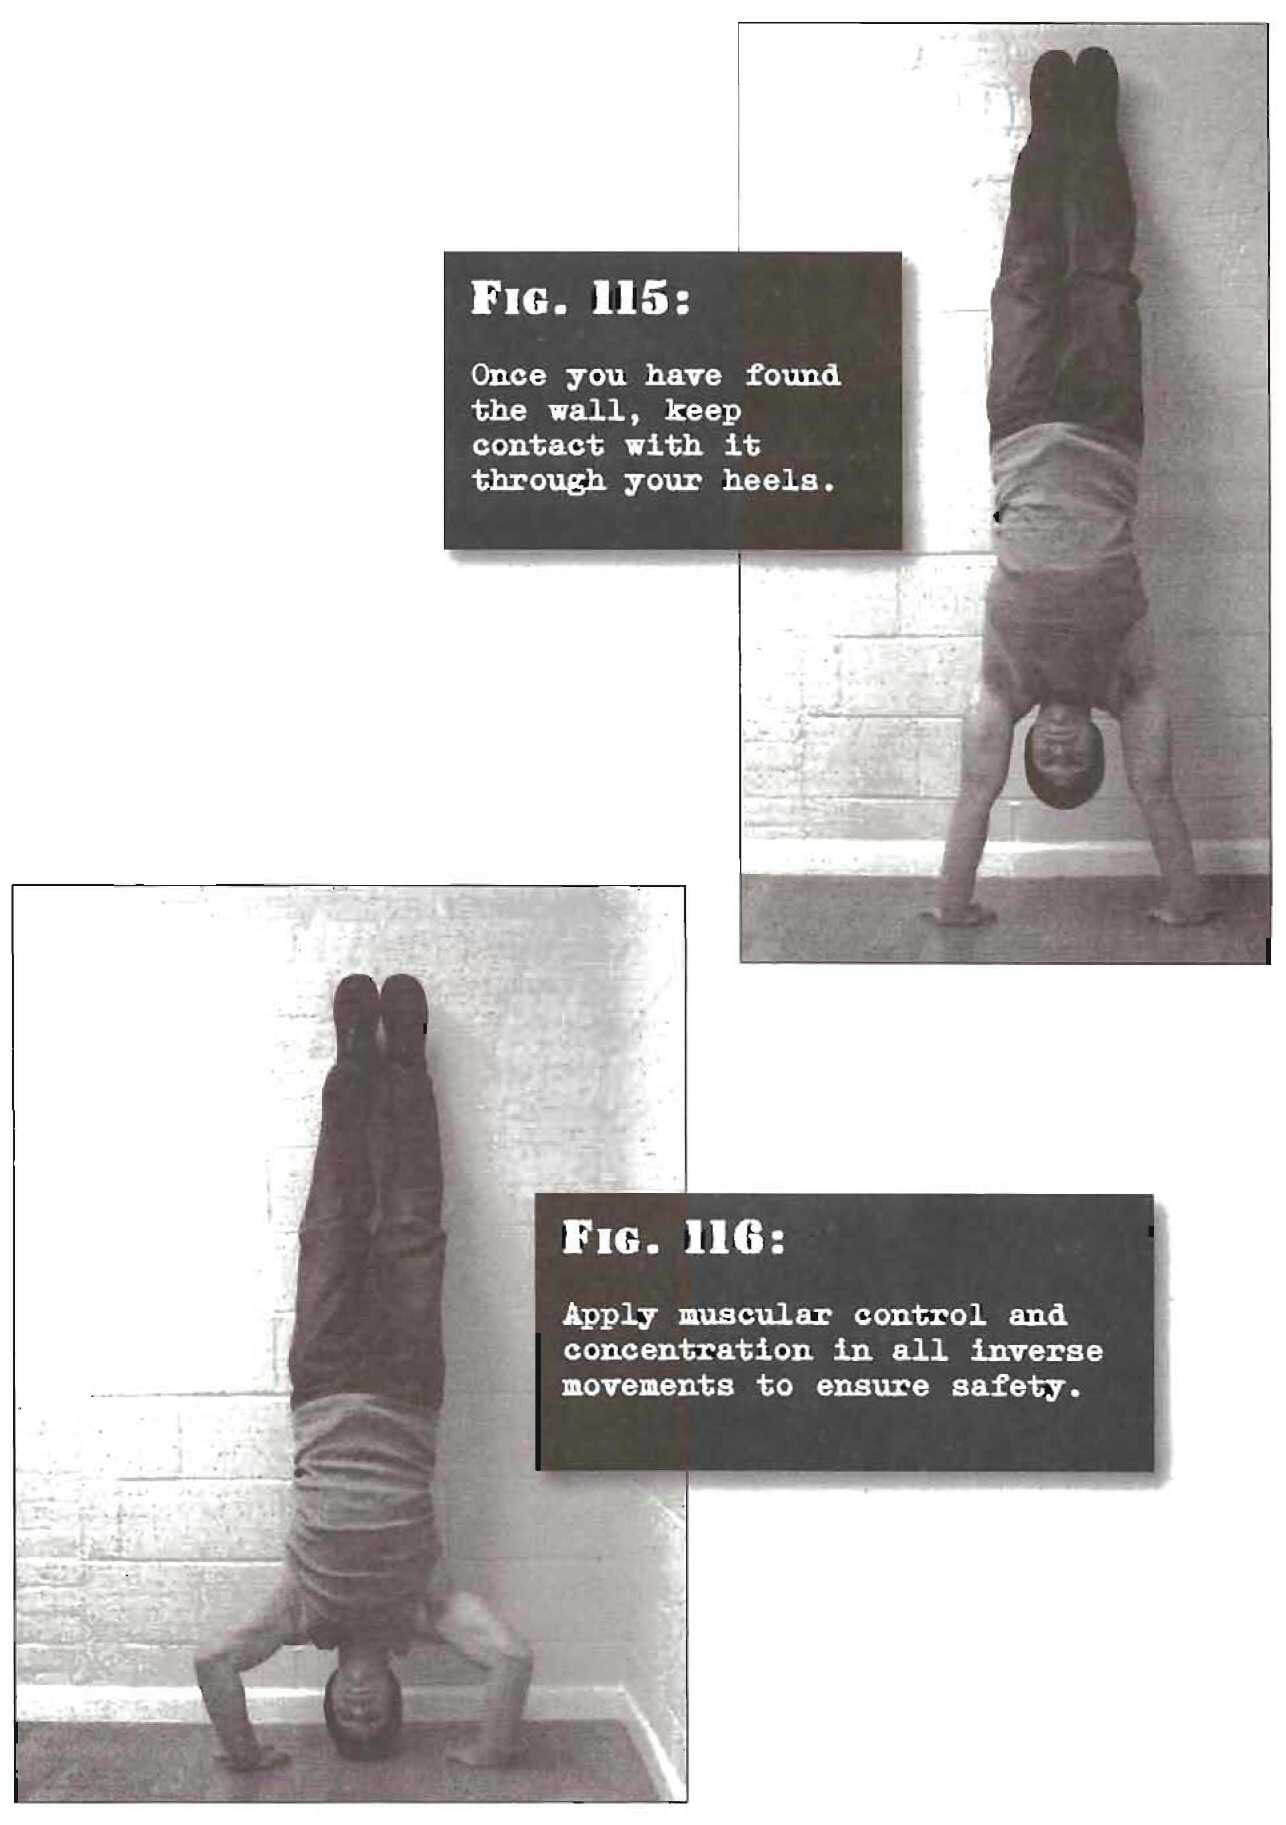 FIG. 115:
Once you have found
the wall, keep
contact with it
through your heels.
FIG. 116:
Apply muscular control and
concentration in all inverse
movements to ensure safety.